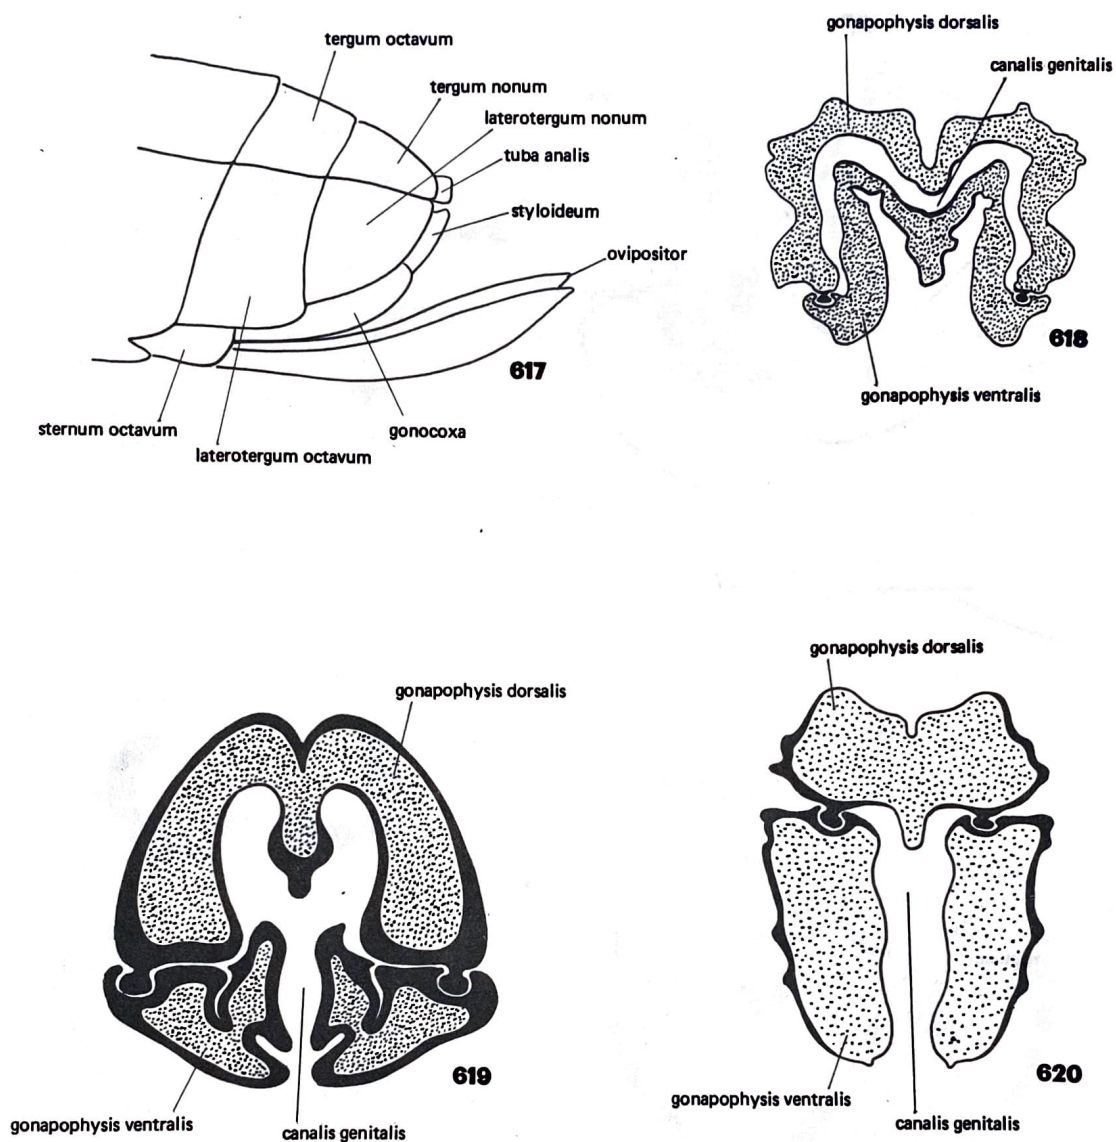 tergum octavum
tergum nonum
laterotergum nonum
tuba analis
styloideum
ovipositor
617
sternum octavum
gonocoxa
laterotergum octavum
gonapophysis dorsalis
canalis genitalis
618
gonapophysis ventralis
gonapophysis dorsalis
619
gonapophysis ventralis
canalis genitalis
gonapophysis dorsalis
620
gonapophysis ventralis
canalis genitalis